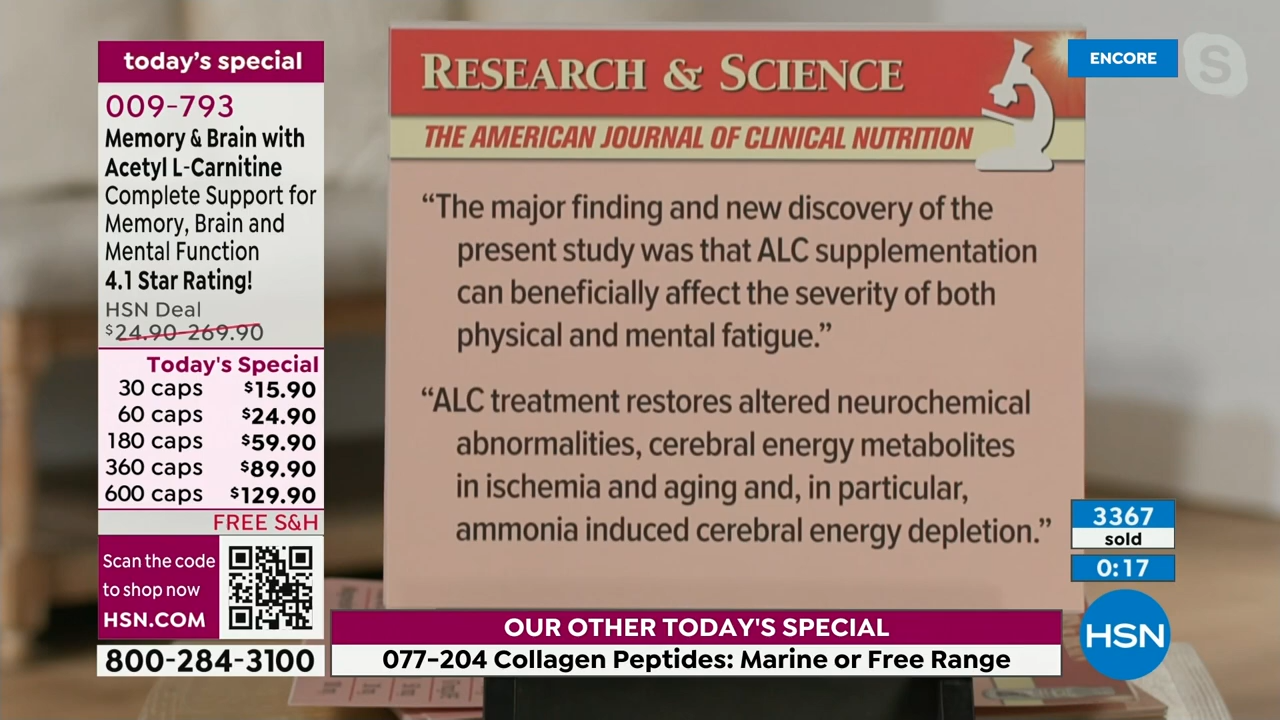 today's special
009-793
Memory & Brain with
Acetyl L-Carnitine
Complete Support for
Memory, Brain and
Mental Function
4.1 Star Rating!
HSN Deal
$24.90-269.90
Today's Special
30 caps $15.90
60 caps $24.90
180 caps $59.90
360 caps $89.90
600 caps $129.90
FREE S&H
Scan the code
to shop now
HSN.COM
800-284-3100
RESEARCH & SCIENCE
THE AMERICAN JOURNAL OF CLINICAL NUTRITION
“The major finding and new discovery of the
present study was that ALC supplementation
can beneficially affect the severity of both
physical and mental fatigue.”
“ALC treatment restores altered neurochemical
abnormalities, cerebral energy metabolites
in ischemia and aging and, in particular,
ammonia induced cerebral energy depletion.”
ENCORE
S
3367
sold
0:17
HSN
OUR OTHER TODAY'S SPECIAL
077-204 Collagen Peptides: Marine or Free Range